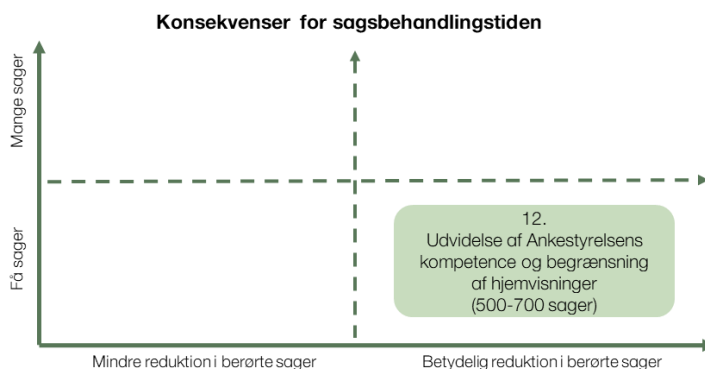 Konsekvenser for sagsbehandlingstiden
Mange sager
Få sager
12.
Udvidelse af Ankestyrelsens
kompetence og begrænsning
af hjemvisninger
(500-700 sager)
Mindre reduktion i berørte sager
Betydelig reduktion i berørte sager